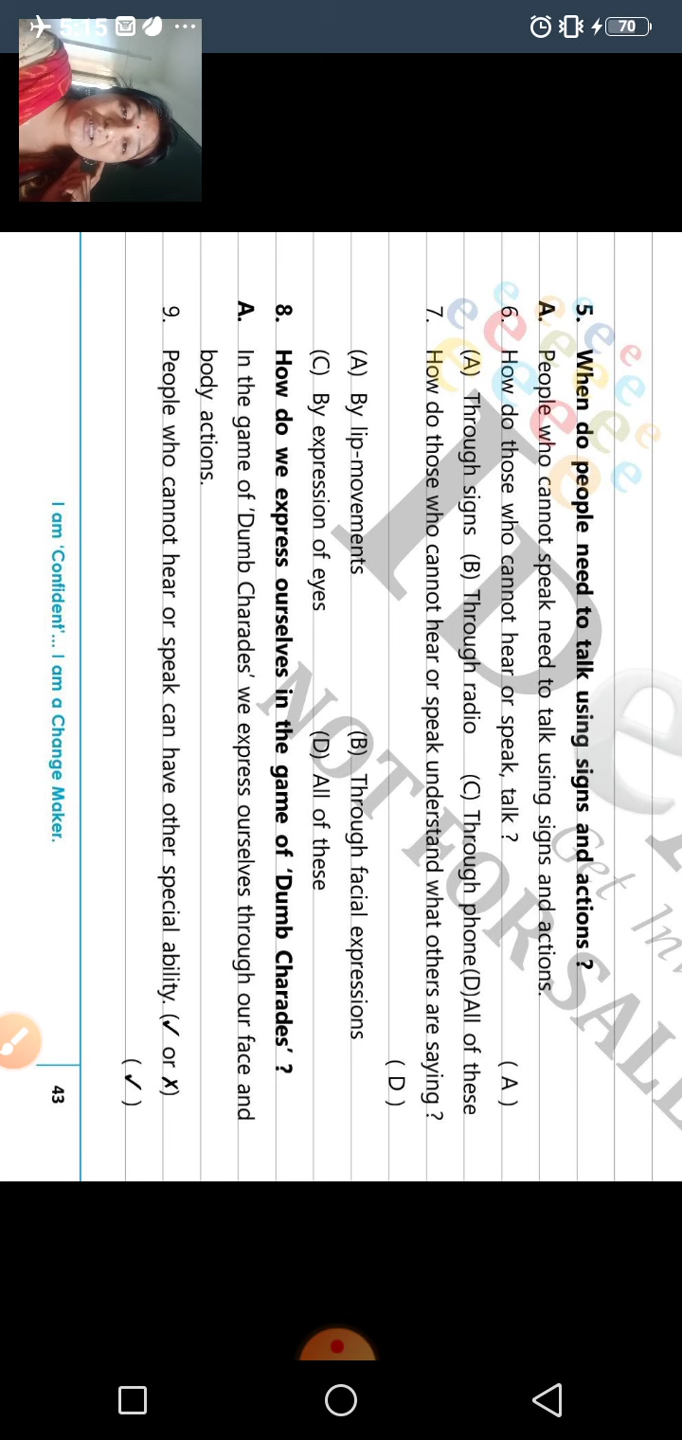 5:15
70
5. When do people need to talk using signs and actions ?
A. People who cannot speak need to talk using signs and actions.
6. How do those who cannot hear or speak, talk ? ( A )
(A) Through signs (B) Through radio (C) Through phone(D)All of these
7. How do those who cannot hear or speak understand what others are saying ?
( D )
(A) By lip-movements (B) Through facial expressions
(C) By expression of eyes (D) All of these
8. How do we express ourselves in the game of ‘Dumb Charades’ ?
A. In the game of ‘Dumb Charades’ we express ourselves through our face and
body actions.
9. People who cannot hear or speak can have other special ability. (✓ or X)
( ✓ )
I am ‘Confident’... I am a Change Maker.
43
Get In
NOT FOR SALE